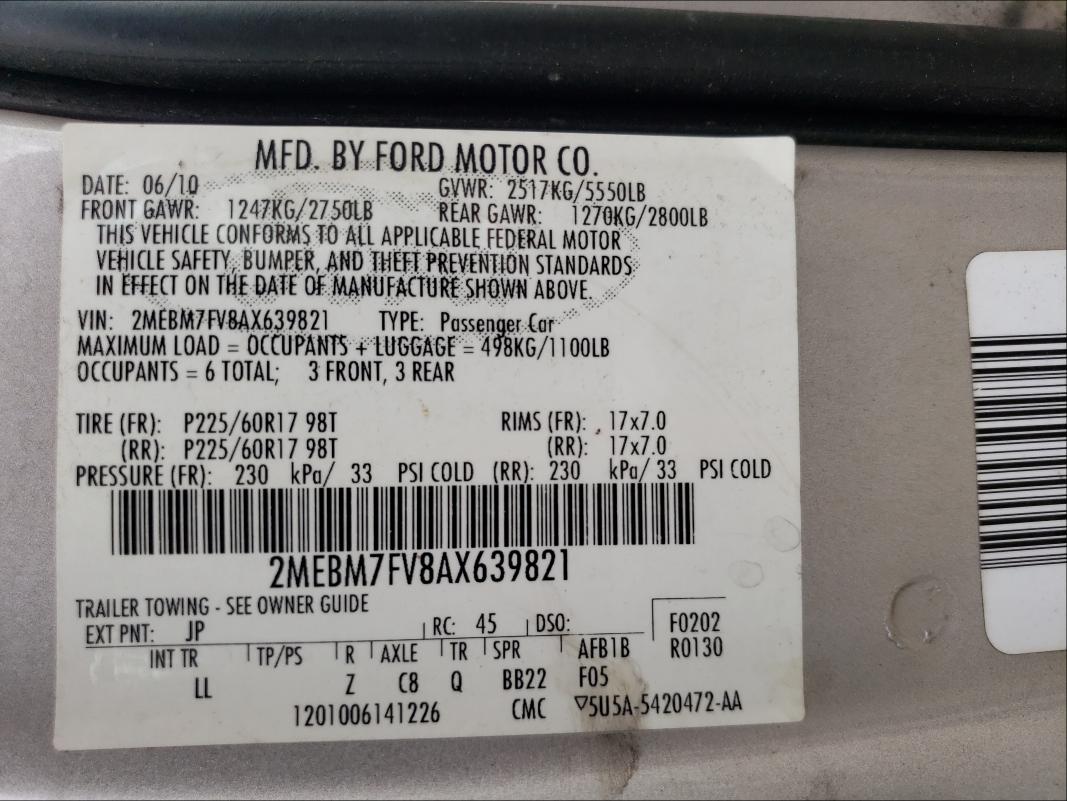 MFD. BY FORD MOTOR CO.
DATE: 06/10 GVWR: 2517KG/5550LB
FRONT GAWR: 1247KG/2750LB REAR GAWR: 1270KG/2800LB
THIS VEHICLE CONFORMS TO ALL APPLICABLE FEDERAL MOTOR
VEHICLE SAFETY, BUMPER, AND THEFT PREVENTION STANDARDS
IN EFFECT ON THE DATE OF MANUFACTURE SHOWN ABOVE.
VIN: 2MEBM7FV8AX639821 TYPE: Passenger Car
MAXIMUM LOAD = OCCUPANTS + LUGGAGE = 498KG/1100LB
OCCUPANTS = 6 TOTAL; 3 FRONT, 3 REAR
TIRE (FR): P225/60R17 98T RIMS (FR): 17x7.0
(RR): P225/60R17 98T (RR): 17x7.0
PRESSURE (FR): 230 kPa/ 33 PSI COLD (RR): 230 kPa/ 33 PSI COLD
2MEBM7FV8AX639821
TRAILER TOWING - SEE OWNER GUIDE
EXT PNT: JP RC: 45 DSO: F0202
INT TR TP/PS R AXLE TR SPR AFB1B R0130
LL Z C8 Q BB22 F05
1201006141226 CMC ▽5U5A-5420472-AA